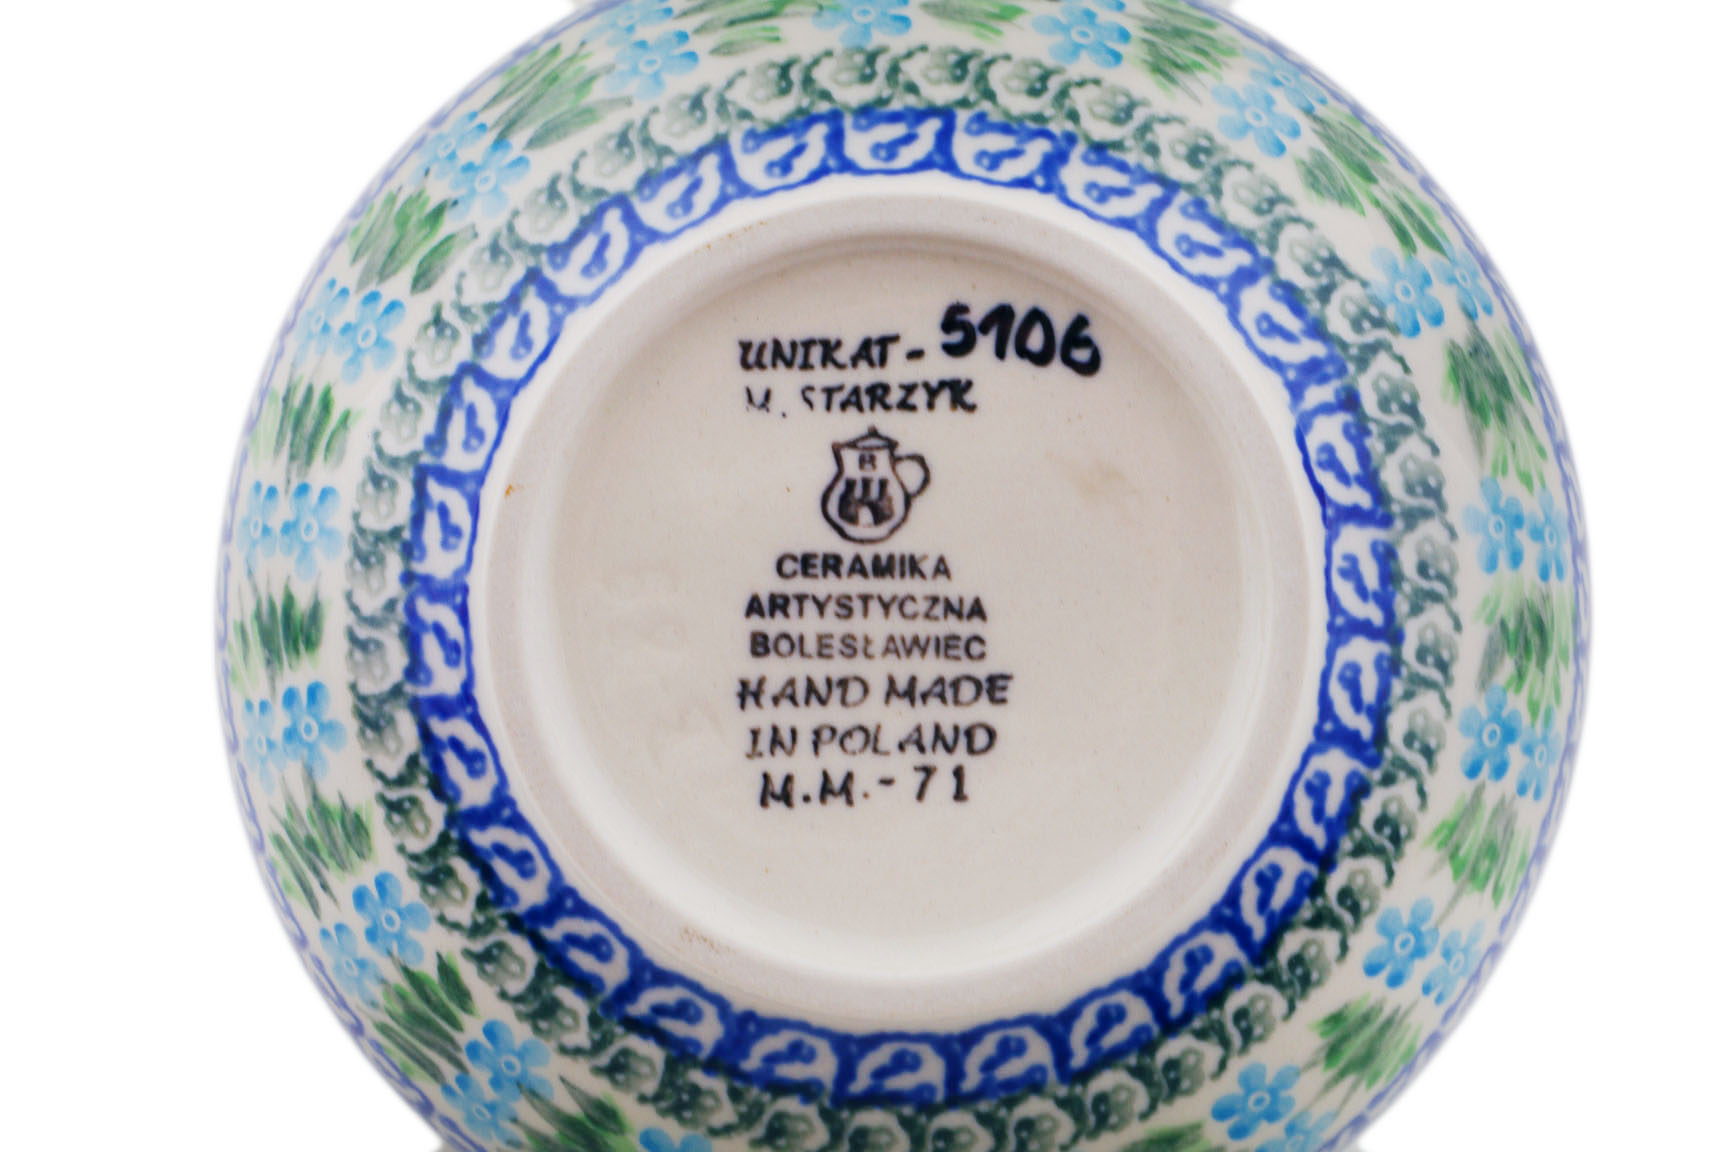 UNIKAT - 5106
M. STARZYK
B
CERAMIKA
ARTYSTYCZNA
BOLESŁAWIEC
HAND MADE
IN POLAND
M.M. - 71